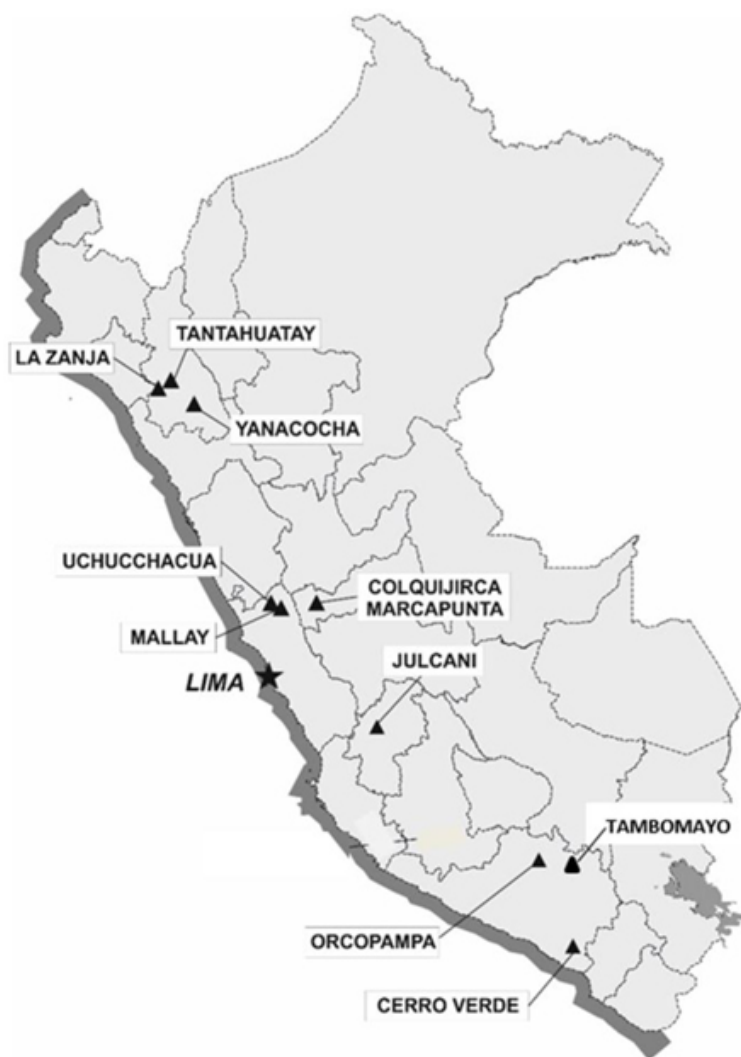 TANTAHUATAY
LA ZANJA
YANACOCHA
UCHUCCHACUA
COLQUIJIRCA
MARCAPUNTA
MALLAY
JULCANI
LIMA
TAMBOMAYO
ORCOPAMPA
CERRO VERDE